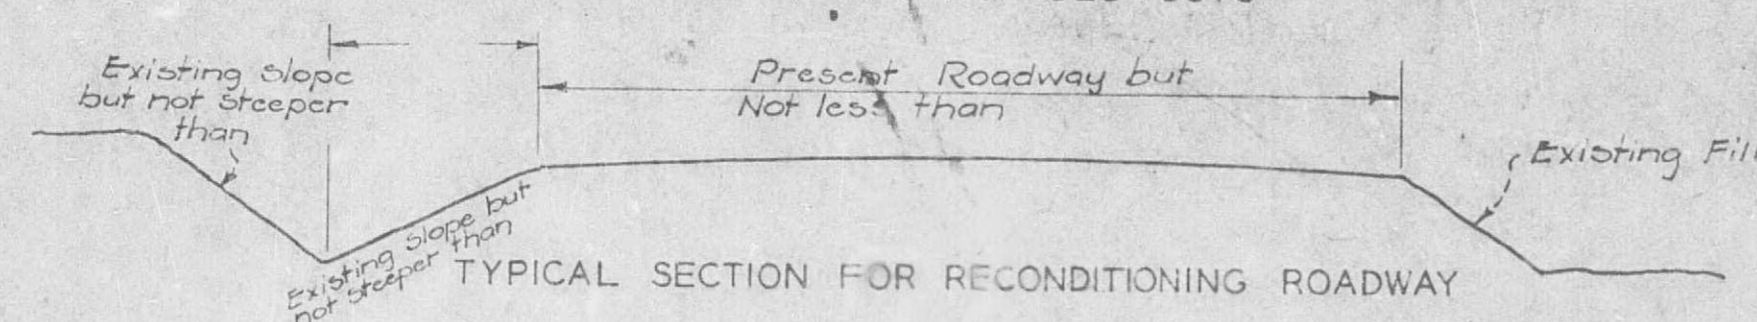 Existing slope
but not steeper
than
Present Roadway but
Not less than
Existing Fill
Existing slope but
not steeper than
TYPICAL SECTION FOR RECONDITIONING ROADWAY